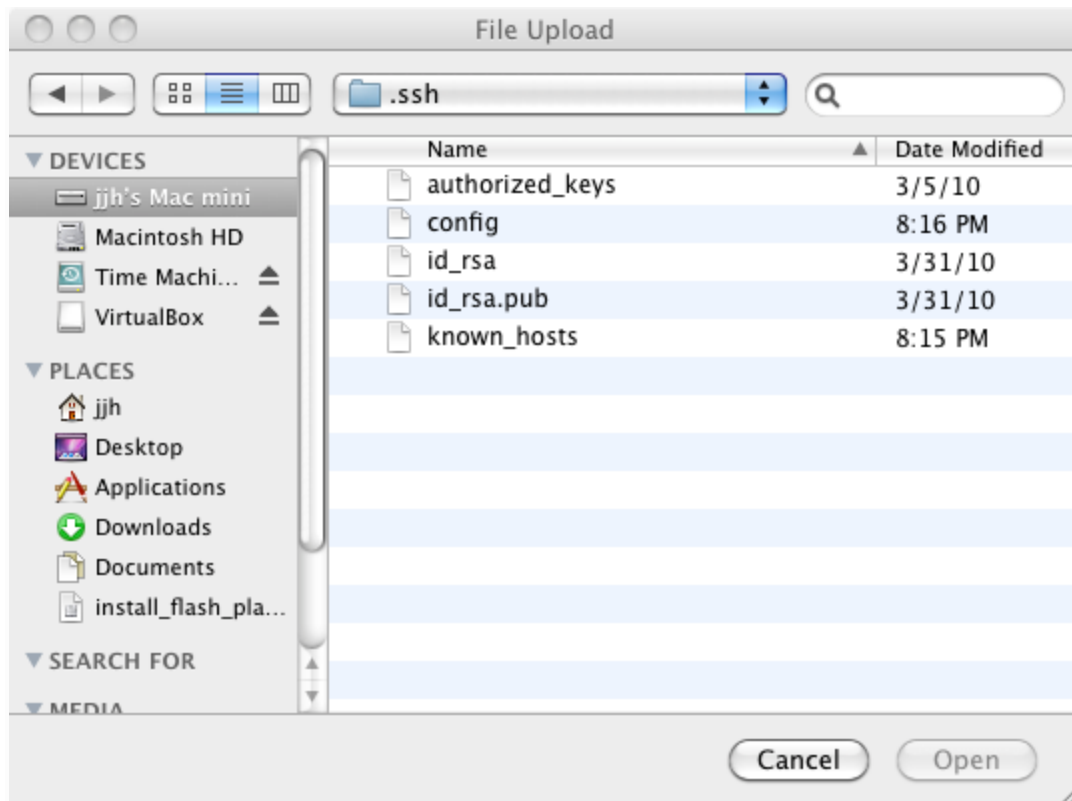 File Upload
.ssh
DEVICES
jjh's Mac mini
Macintosh HD
Time Machi...
VirtualBox
PLACES
jjh
Desktop
Applications
Downloads
Documents
install_flash_pla...
SEARCH FOR
MEDIA
Name Date Modified
authorized_keys 3/5/10
config 8:16 PM
id_rsa 3/31/10
id_rsa.pub 3/31/10
known_hosts 8:15 PM
Cancel Open